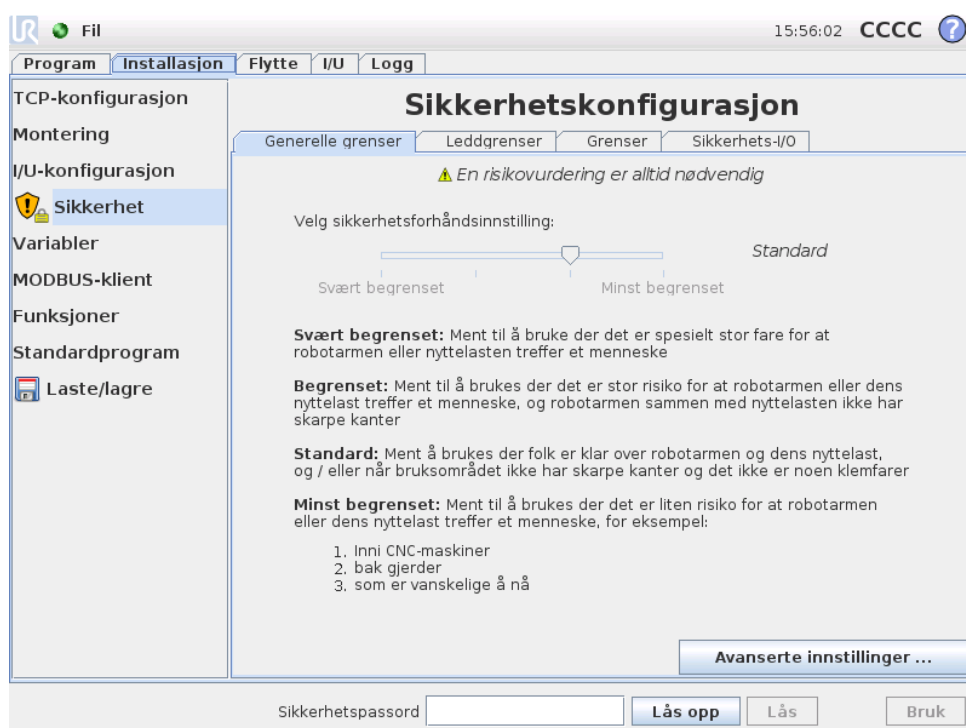 UR Fil 15:56:02 CCCC ?
Program Installasjon Flytte I/U Logg
TCP-konfigurasjon
Montering
I/U-konfigurasjon
Sikkerhet
Variabler
MODBUS-klient
Funksjoner
Standardprogram
Laste/lagre
Sikkerhetskonfigurasjon
Generelle grenser Leddgrenser Grenser Sikkerhets-I/O
En risikovurdering er alltid nødvendig
Velg sikkerhetsforhåndsinnstilling:
Standard
Svært begrenset Minst begrenset
Svært begrenset: Ment til å bruke der det er spesielt stor fare for at
robotarmen eller nyttelasten treffer et menneske
Begrenset: Ment til å brukes der det er stor risiko for at robotarmen eller dens
nyttelast treffer et menneske, og robotarmen sammen med nyttelasten ikke har
skarpe kanter
Standard: Ment å brukes der folk er klar over robotarmen og dens nyttelast,
og / eller når bruksområdet ikke har skarpe kanter og det ikke er noen klemfarer
Minst begrenset: Ment til å brukes der det er liten risiko for at robotarmen
eller dens nyttelast treffer et menneske, for eksempel:
1. Inni CNC-maskiner
2. bak gjerder
3. som er vanskelige å nå
Avanserte innstillinger ...
Sikkerhetspassord Lås opp Lås Bruk